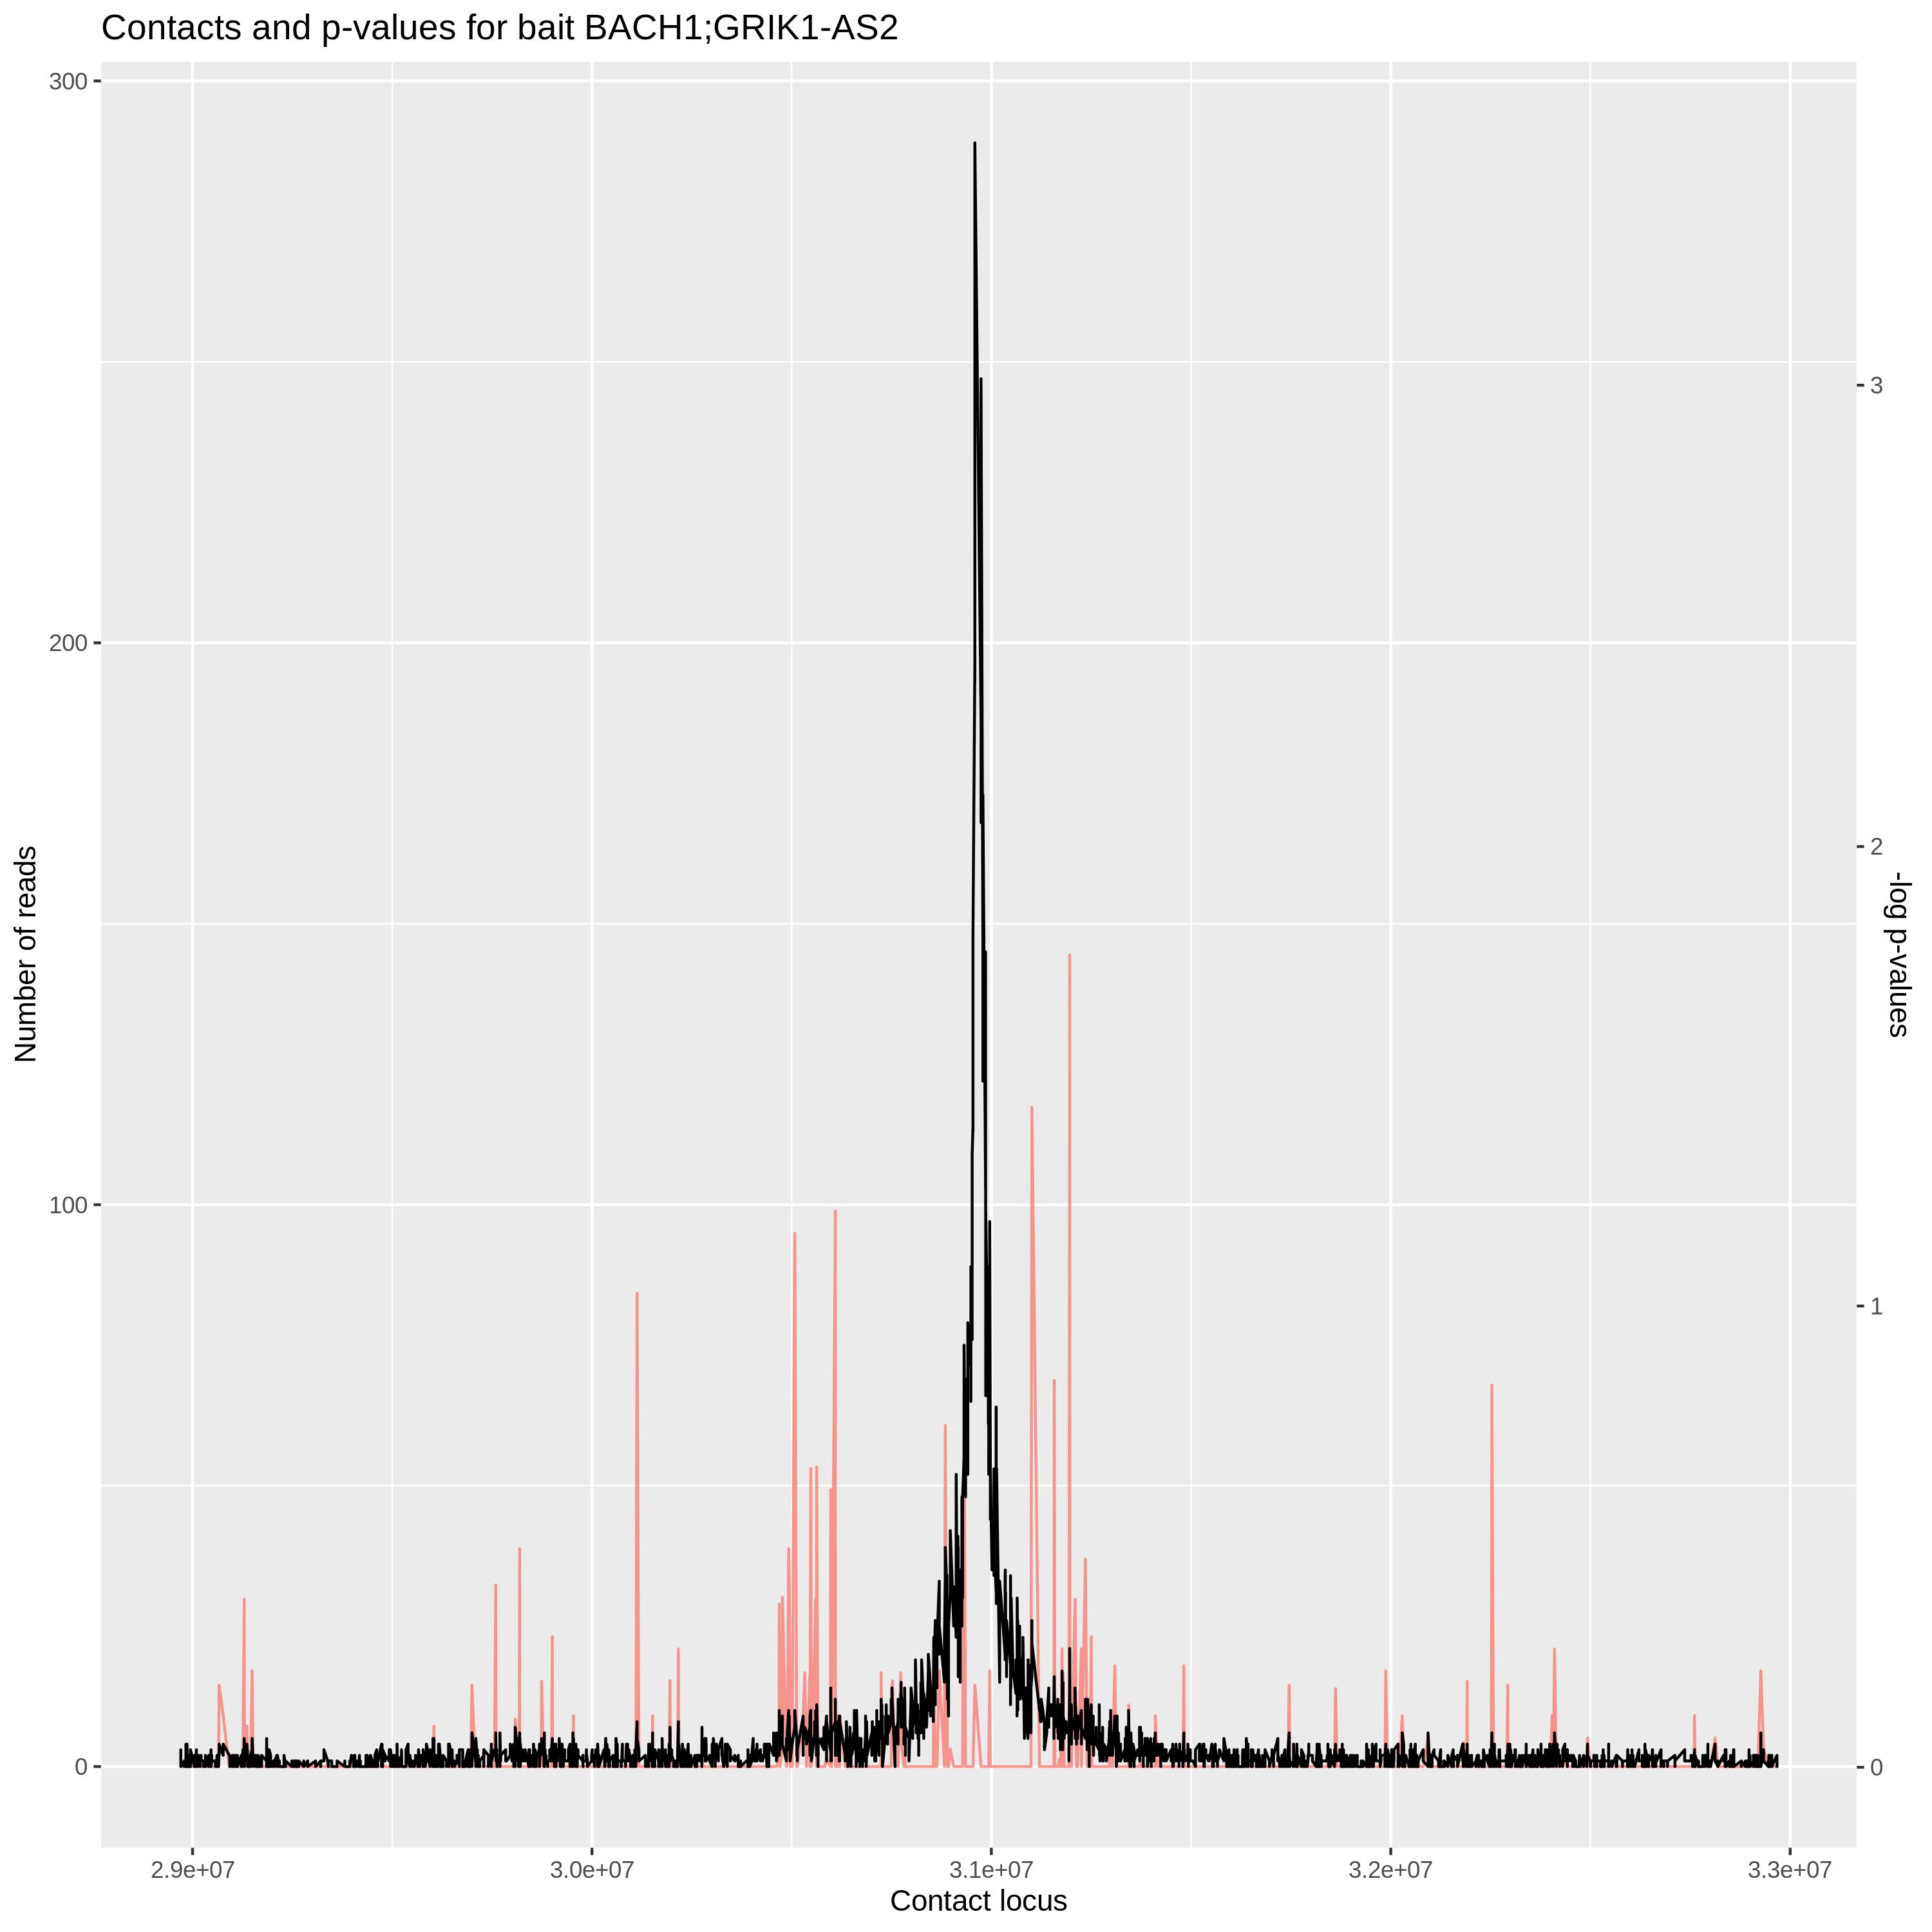 Contacts and p-values for bait BACH1;GRIK1-AS2
300
200
100
0
Number of reads
3
2
1
0
-log p-values
2.9e+07
3.0e+07
3.1e+07
3.2e+07
3.3e+07
Contact locus